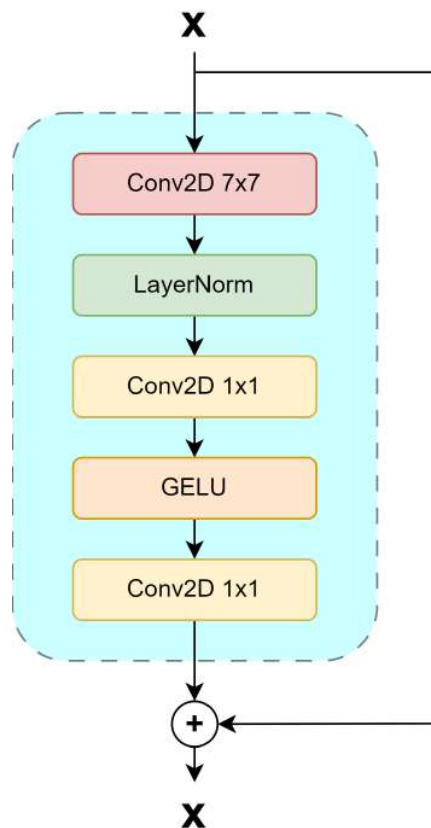 X
Conv2D 7x7
LayerNorm
Conv2D 1x1
GELU
Conv2D 1x1
+
X